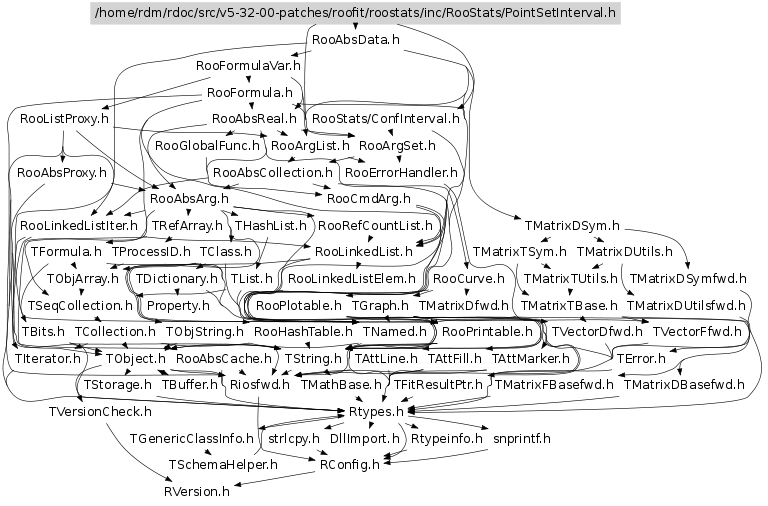 /home/rdm/rdoc/src/v5-32-00-patches/roofit/roostats/inc/RooStats/PointSetInterval.h
RooAbsData.h
RooFormulaVar.h
RooFormula.h
RooListProxy.h RooAbsReal.h RooStats/ConfInterval.h
RooGlobalFunc.h RooArgList.h RooArgSet.h
RooAbsProxy.h RooAbsCollection.h RooErrorHandler.h
RooAbsArg.h RooCmdArg.h
RooLinkedListIter.h TRefArray.h THashList.h RooRefCountList.h TMatrixDSym.h
TFormula.h TProcessID.h TClass.h RooLinkedList.h TMatrixTSym.h TMatrixDUtils.h
TObjArray.h TDictionary.h TList.h RooLinkedListElem.h RooCurve.h TMatrixTUtils.h TMatrixDSymfwd.h
TSeqCollection.h Property.h RooPlotable.h TGraph.h TMatrixDfwd.h TMatrixTBase.h TMatrixDUtilsfwd.h
TBits.h TCollection.h TObjString.h RooHashTable.h TNamed.h RooPrintable.h TVectorDfwd.h TVectorFfwd.h
TIterator.h TObject.h RooAbsCache.h TString.h TAttLine.h TAttFill.h TAttMarker.h TError.h
TStorage.h TBuffer.h Riosfwd.h TMathBase.h TFitResultPtr.h TMatrixFBasefwd.h TMatrixDBasefwd.h
TVersionCheck.h Rtypes.h
TGenericClassInfo.h strlcpy.h DllImport.h Rtypeinfo.h snprintf.h
TSchemaHelper.h RConfig.h
RVersion.h